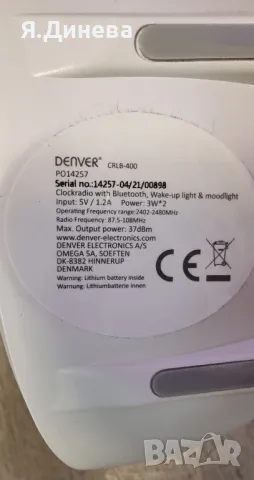 Я.Динева
DENVER® CRLB-400
PO14257
Serial no.:14257-04/21/00898
Clockradio with Bluetooth, Wake-up light & moodlight
Input: 5V / 1.2A Power: 3W*2
Operating Frequency range:2402-2480MHz
Radio Frequency: 87.5-108MHz
Max. Output power: 37dBm
www.denver-electronics.com
DENVER ELECTRONICS A/S
OMEGA 5A, SOEFTEN
DK-8382 HINNERUP
DENMARK
Warning: Lithium battery inside
Warnung: Lithiumbatterie innen
CE
BAZAR
bg